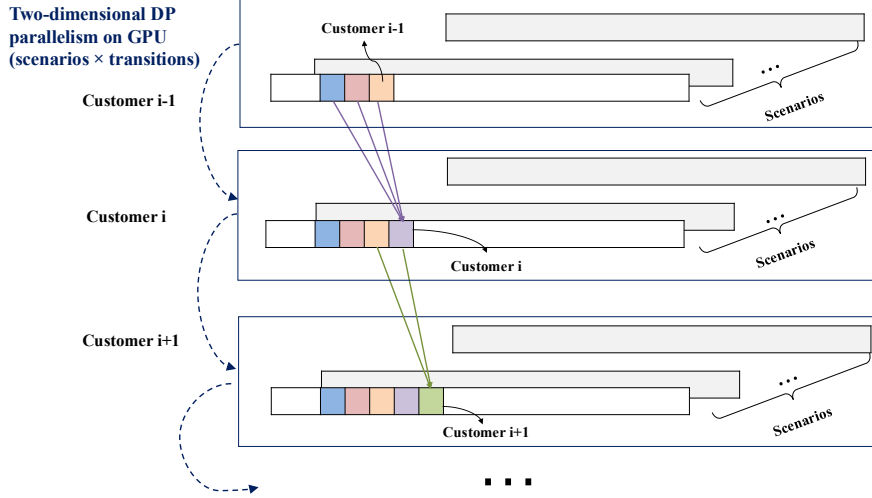 Two-dimensional DP
parallelism on GPU
(scenarios × transitions)
Customer i-1
Customer i-1
...
Scenarios
Customer i
...
Scenarios
Customer i
Customer i+1
...
Scenarios
Customer i+1
...